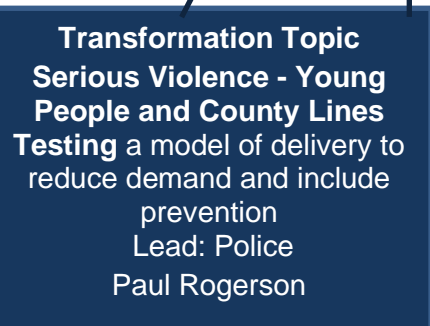 Transformation Topic
Serious Violence - Young
People and County Lines
Testing a model of delivery to
reduce demand and include
prevention
Lead: Police
Paul Rogerson